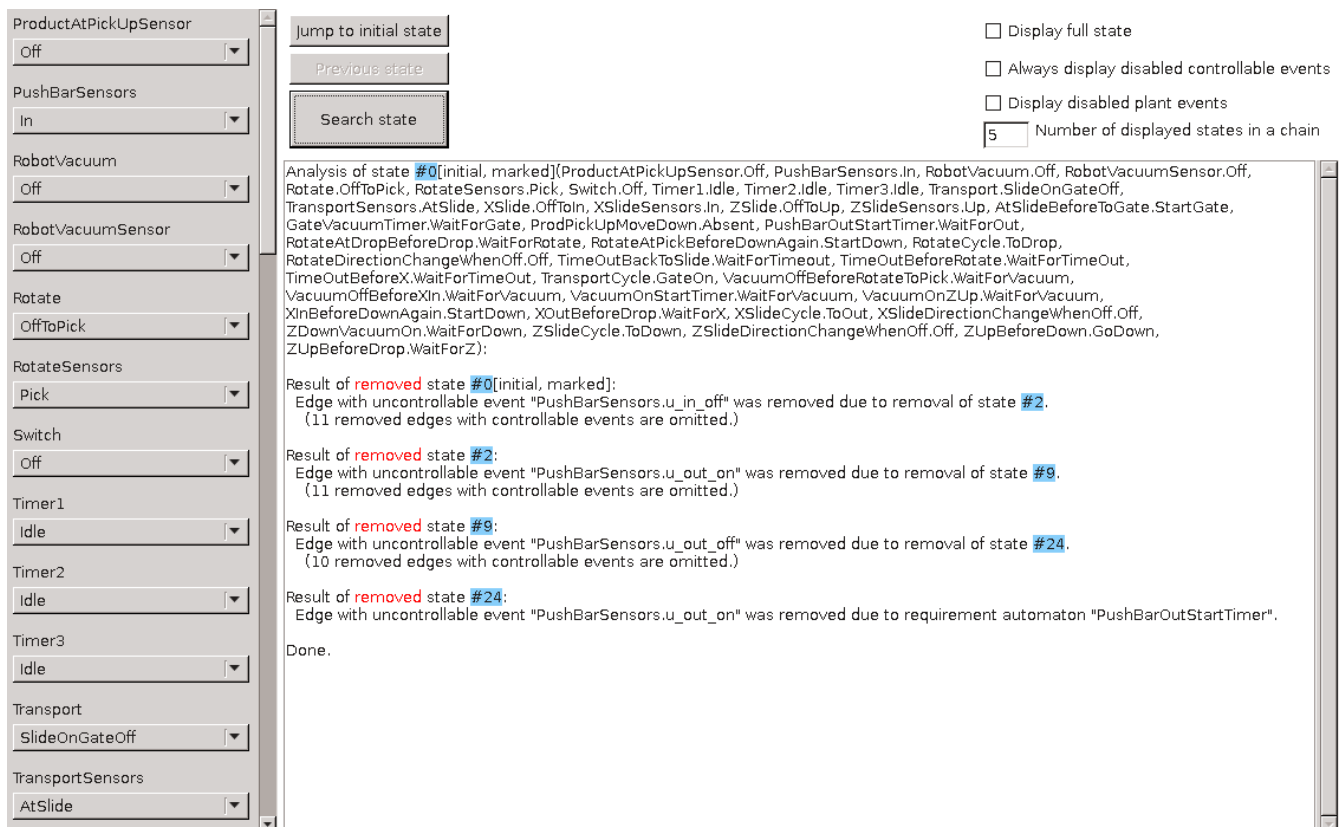 ProductAtPickUpSensor
Off
PushBarSensors
In
RobotVacuum
Off
RobotVacuumSensor
Off
Rotate
OffToPick
RotateSensors
Pick
Switch
Off
Timer1
Idle
Timer2
Idle
Timer3
Idle
Transport
SlideOnGateOff
TransportSensors
AtSlide
Jump to initial state
Previous state
Search state
Display full state
Always display disabled controllable events
Display disabled plant events
5 Number of displayed states in a chain
Analysis of state #0[initial, marked](ProductAtPickUpSensor.Off, PushBarSensors.In, RobotVacuum.Off, RobotVacuumSensor.Off,
Rotate.OffToPick, RotateSensors.Pick, Switch.Off, Timer1.Idle, Timer2.Idle, Timer3.Idle, Transport.SlideOnGateOff,
TransportSensors.AtSlide, XSlide.OffToIn, XSlideSensors.In, ZSlide.OffToUp, ZSlideSensors.Up, AtSlideBeforeToGate.StartGate,
GateVacuumTimer.WaitForGate, ProdPickUpMoveDown.Absent, PushBarOutStartTimer.WaitForOut,
RotateAtDropBeforeDrop.WaitForRotate, RotateAtPickBeforeDownAgain.StartDown, RotateCycle.ToDrop,
RotateDirectionChangeWhenOff.Off, TimeOutBackToSlide.WaitForTimeout, TimeOutBeforeRotate.WaitForTimeOut,
TimeOutBeforeX.WaitForTimeOut, TransportCycle.GateOn, VacuumOffBeforeRotateToPick.WaitForVacuum,
VacuumOffBeforeXIn.WaitForVacuum, VacuumOnStartTimer.WaitForVacuum, VacuumOnZUp.WaitForVacuum,
XInBeforeDownAgain.StartDown, XOutBeforeDrop.WaitForX, XSlideCycle.ToOut, XSlideDirectionChangeWhenOff.Off,
ZDownVacuumOn.WaitForDown, ZSlideCycle.ToDown, ZSlideDirectionChangeWhenOff.Off, ZUpBeforeDown.GoDown,
ZUpBeforeDrop.WaitForZ):
Result of removed state #0[initial, marked]:
Edge with uncontrollable event "PushBarSensors.u_in_off" was removed due to removal of state #2.
(11 removed edges with controllable events are omitted.)
Result of removed state #2:
Edge with uncontrollable event "PushBarSensors.u_out_on" was removed due to removal of state #9.
(11 removed edges with controllable events are omitted.)
Result of removed state #9:
Edge with uncontrollable event "PushBarSensors.u_out_off" was removed due to removal of state #24.
(10 removed edges with controllable events are omitted.)
Result of removed state #24:
Edge with uncontrollable event "PushBarSensors.u_out_on" was removed due to requirement automaton "PushBarOutStartTimer".
Done.